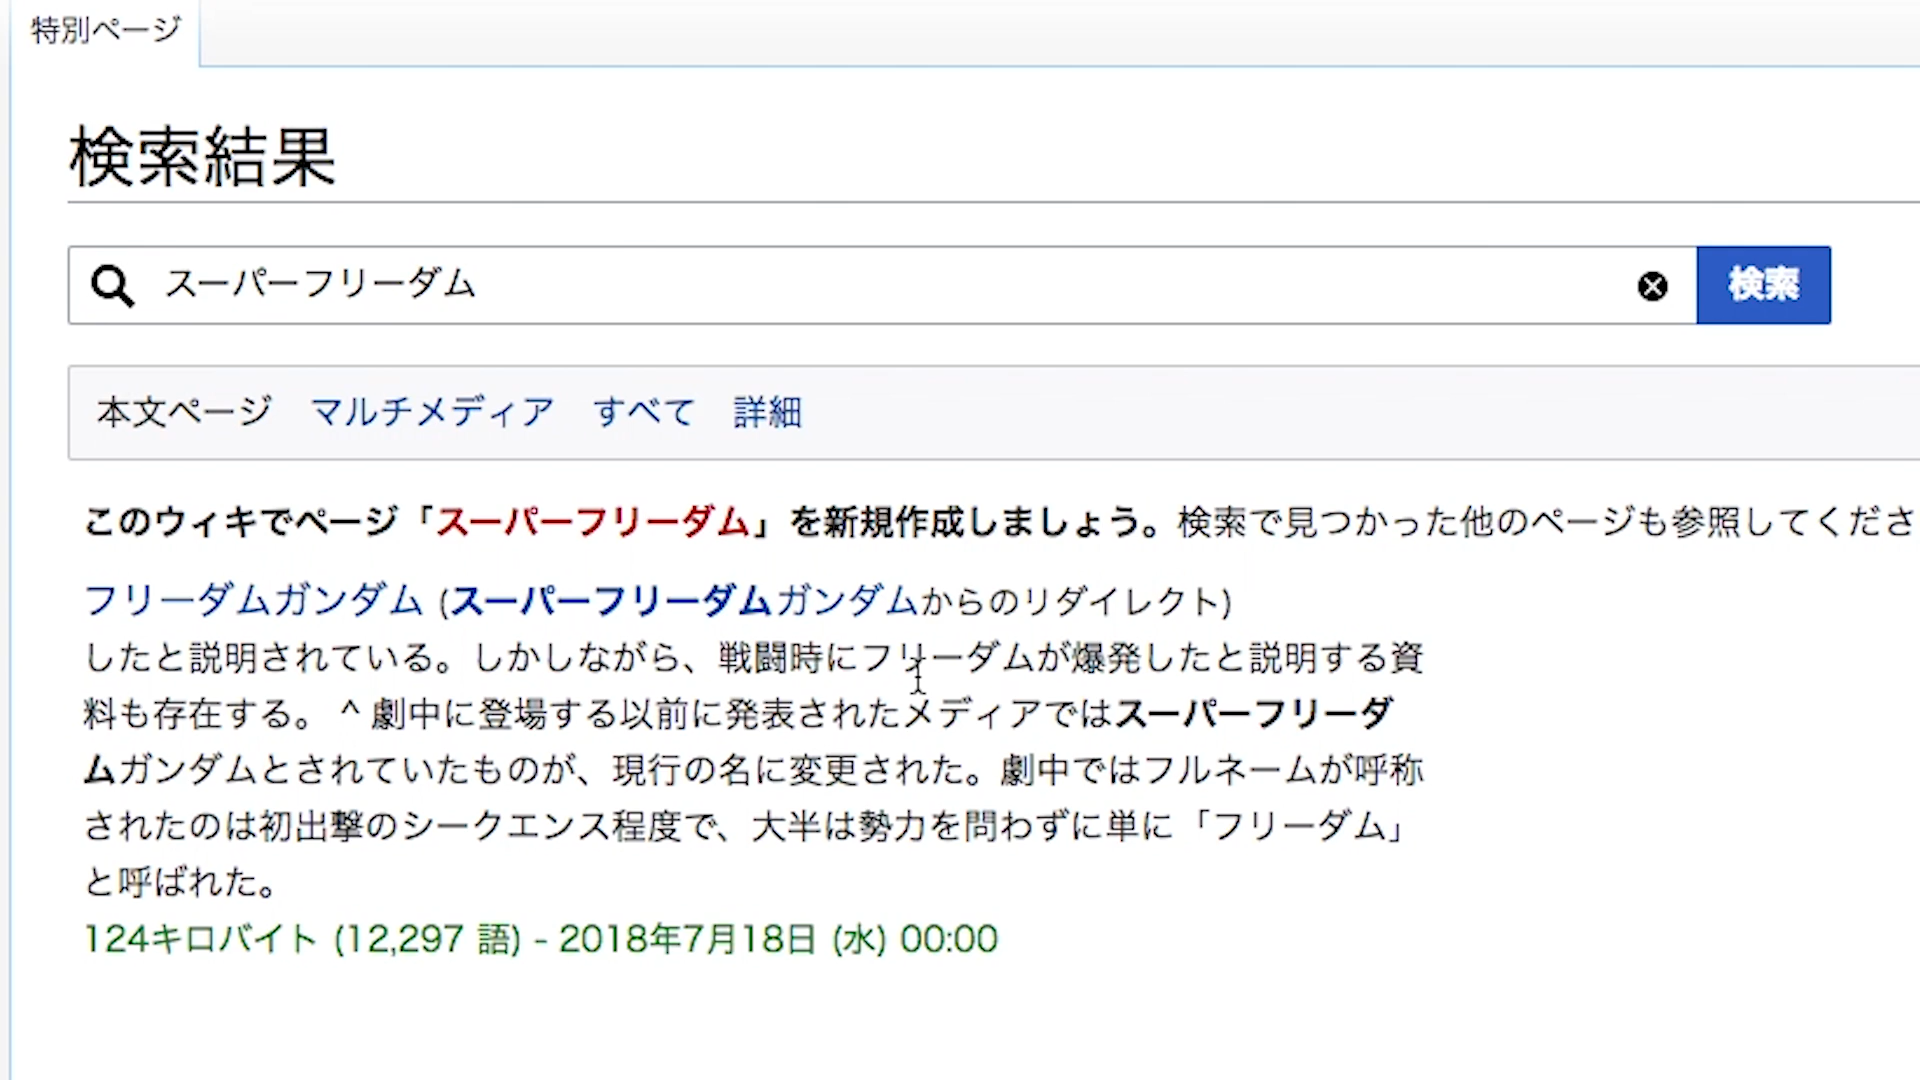 特別ページ
検索結果
スーパーフリーダム
検索
本文ページ マルチメディア すべて 詳細
このウィキでページ「スーパーフリーダム」を新規作成しましょう。検索で見つかった他のページも参照してくださ
フリーダムガンダム (スーパーフリーダムガンダムからのリダイレクト)
したと説明されている。しかしながら、戦闘時にフリーダムが爆発したと説明する資
料も存在する。 ^ 劇中に登場する以前に発表されたメディアではスーパーフリーダ
ムガンダムとされていたものが、現行の名に変更された。劇中ではフルネームが呼称
されたのは初出撃のシークエンス程度で、大半は勢力を問わずに単に「フリーダム」
と呼ばれた。
124キロバイト (12,297 語) - 2018年7月18日 (水) 00:00